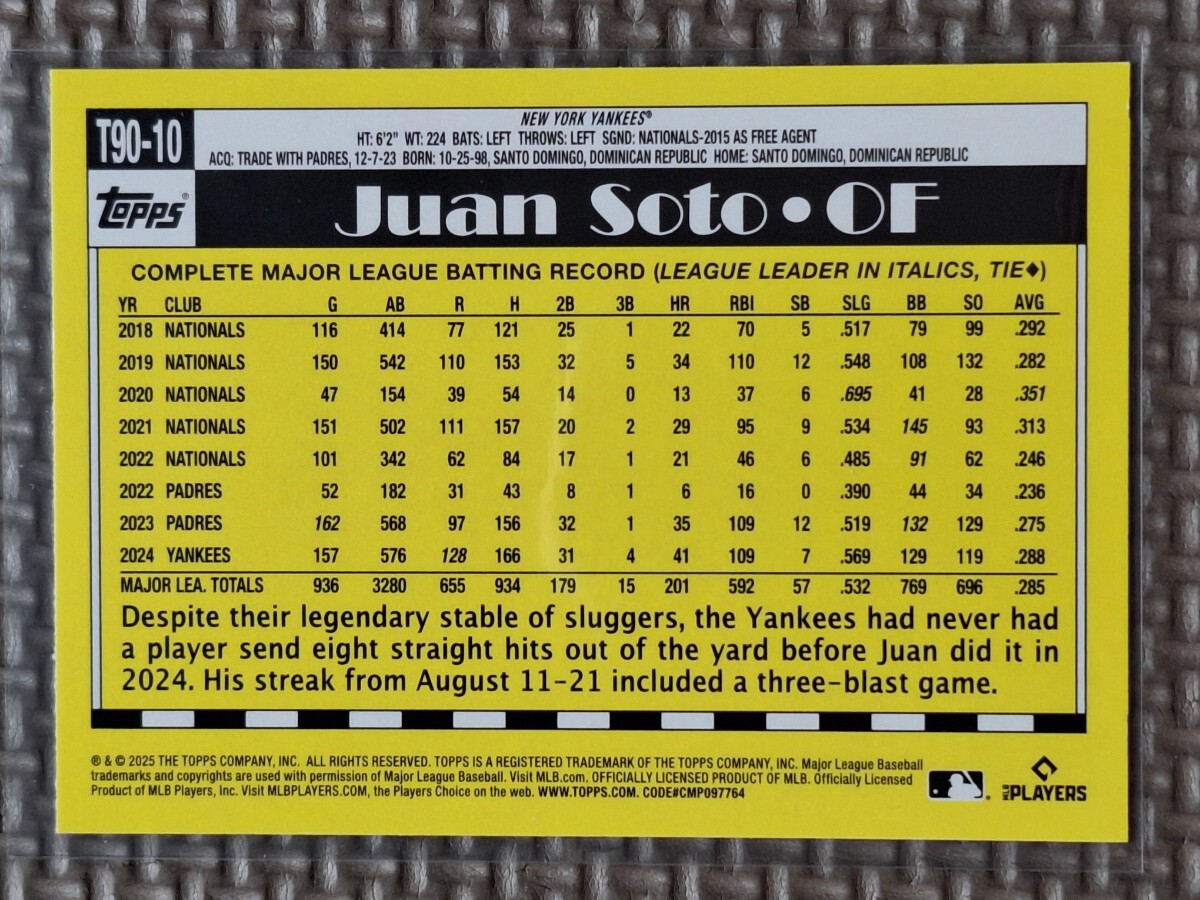 T90-10
NEW YORK YANKEES®
HT: 6'2" WT: 224 BATS: LEFT THROWS: LEFT SGND: NATIONALS-2015 AS FREE AGENT
ACQ: TRADE WITH PADRES, 12-7-23 BORN: 10-25-98, SANTO DOMINGO, DOMINICAN REPUBLIC HOME: SANTO DOMINGO, DOMINICAN REPUBLIC
TOPPS®
Juan Soto • OF
COMPLETE MAJOR LEAGUE BATTING RECORD (LEAGUE LEADER IN ITALICS, TIE♦)
YR CLUB G AB R H 2B 3B HR RBI SB SLG BB SO AVG
2018 NATIONALS 116 414 77 121 25 1 22 70 5 .517 79 99 .292
2019 NATIONALS 150 542 110 153 32 5 34 110 12 .548 108 132 .282
2020 NATIONALS 47 154 39 54 14 0 13 37 6 .695 41 28 .351
2021 NATIONALS 151 502 111 157 20 2 29 95 9 .534 145 93 .313
2022 NATIONALS 101 342 62 84 17 1 21 46 6 .485 91 62 .246
2022 PADRES 52 182 31 43 8 1 6 16 0 .390 44 34 .236
2023 PADRES 162 568 97 156 32 1 35 109 12 .519 132 129 .275
2024 YANKEES 157 576 128 166 31 4 41 109 7 .569 129 119 .288
MAJOR LEA. TOTALS 936 3280 655 934 179 15 201 592 57 .532 769 696 .285
Despite their legendary stable of sluggers, the Yankees had never had
a player send eight straight hits out of the yard before Juan did it in
2024. His streak from August 11-21 included a three-blast game.
® & © 2025 THE TOPPS COMPANY, INC. ALL RIGHTS RESERVED. TOPPS IS A REGISTERED TRADEMARK OF THE TOPPS COMPANY, INC. Major League Baseball
trademarks and copyrights are used with permission of Major League Baseball. Visit MLB.com. OFFICIALLY LICENSED PRODUCT OF MLB. Officially Licensed
Product of MLB Players, Inc. Visit MLBPLAYERS.COM, the Players Choice on the web. WWW.TOPPS.COM. CODE#CMP097764
MLB PLAYERS